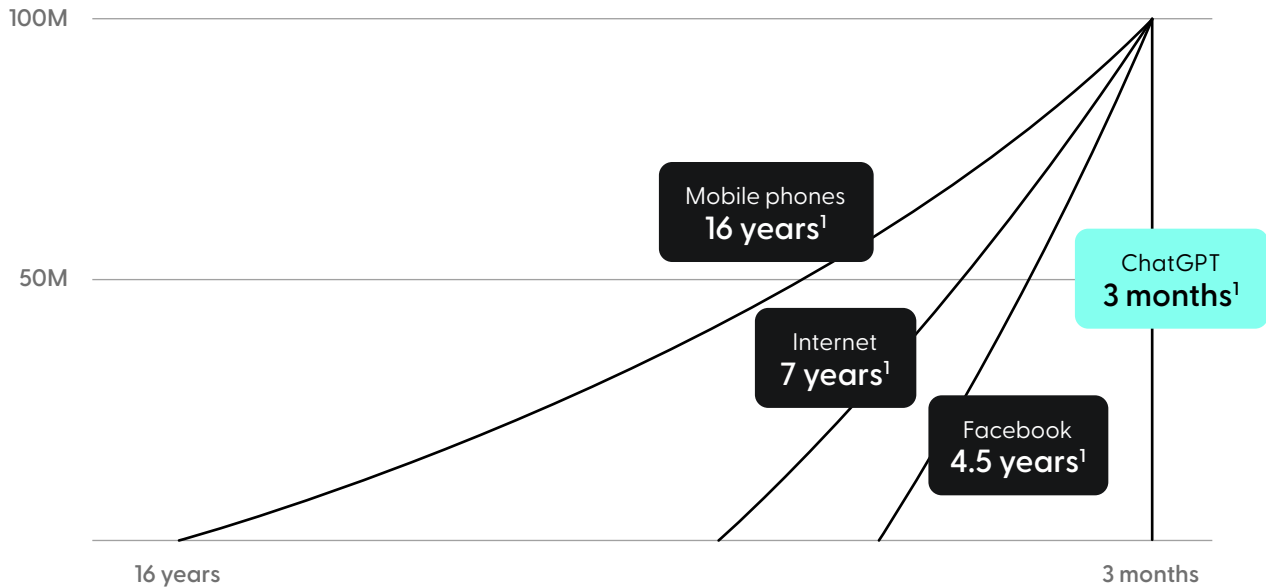 100M
Mobile phones
16 years¹
50M
ChatGPT
3 months¹
Internet
7 years¹
Facebook
4.5 years¹
16 years
3 months